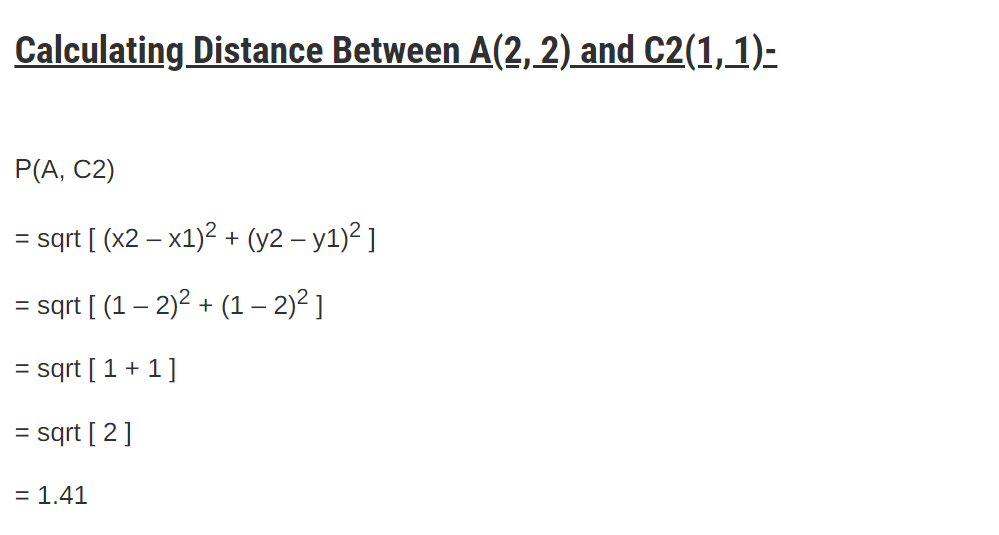 Calculating Distance Between A(2, 2) and C2(1, 1)-
P(A, C2)
= sqrt [ (x2 – x1)² + (y2 – y1)² ]
= sqrt [ (1 – 2)² + (1 – 2)² ]
= sqrt [ 1 + 1 ]
= sqrt [ 2 ]
= 1.41